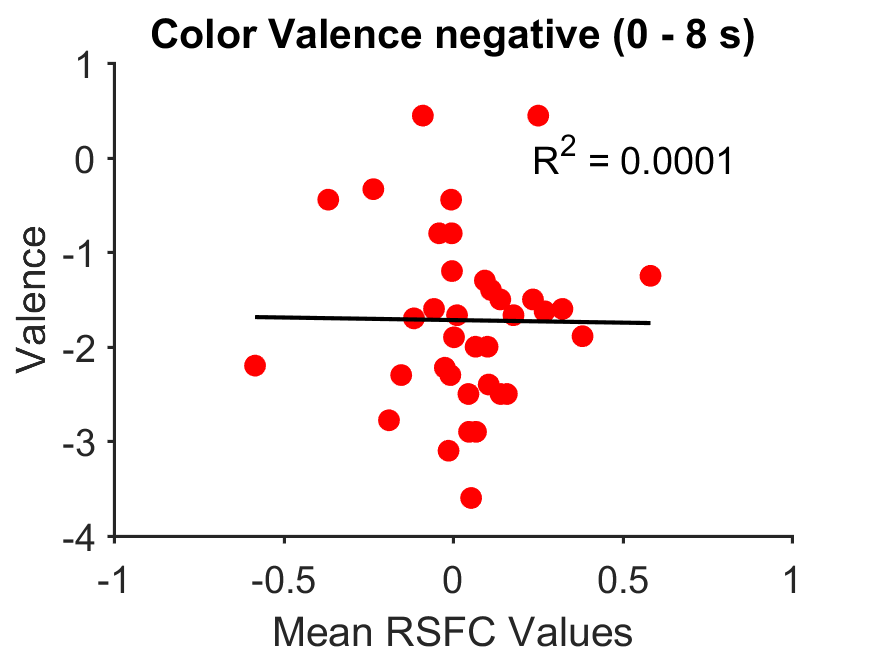 Color Valence negative (0 - 8 s)
1
0
-1
-2
-3
-4
Valence
R² = 0.0001
-1
-0.5
0
0.5
1
Mean RSFC Values